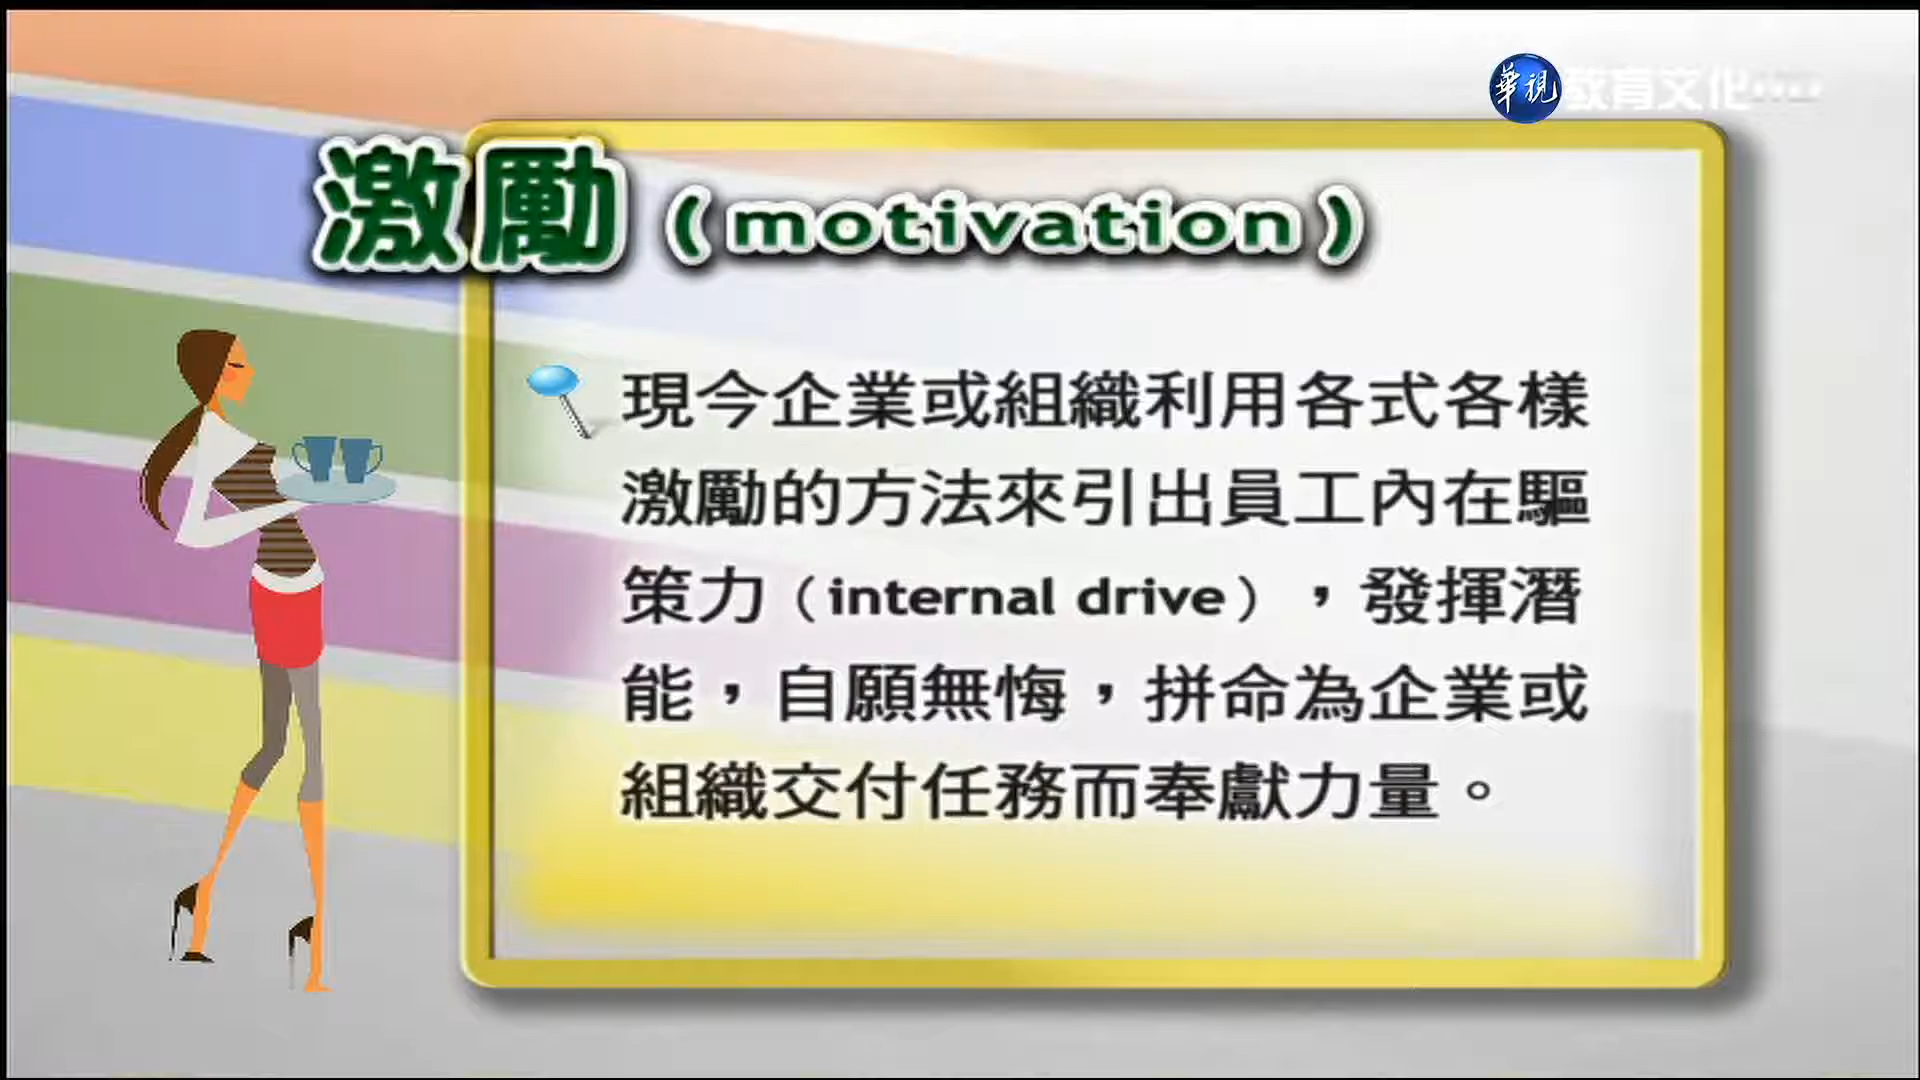 華視教育文化
激勵(motivation)
現今企業或組織利用各式各樣
激勵的方法來引出員工內在驅
策力(internal drive),發揮潛
能,自願無悔,拼命為企業或
組織交付任務而奉獻力量。